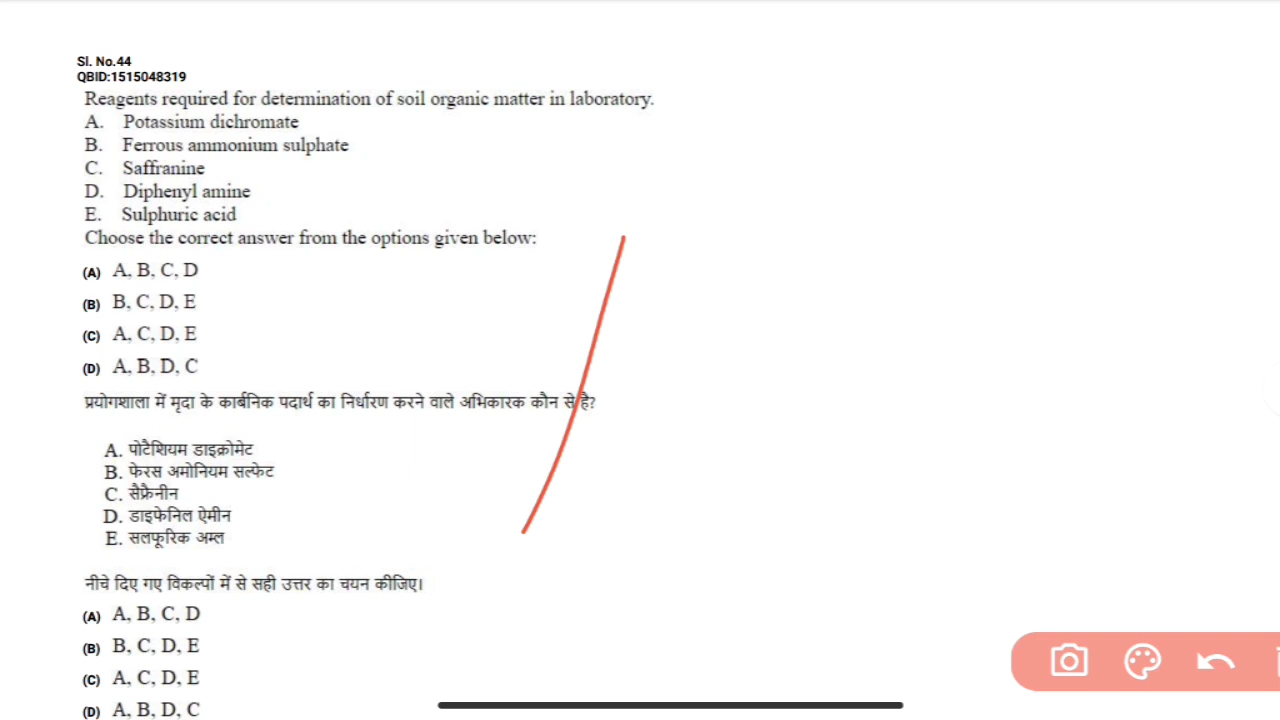 Sl. No.44
QBID:1515048319
Reagents required for determination of soil organic matter in laboratory.
A. Potassium dichromate
B. Ferrous ammonium sulphate
C. Saffranine
D. Diphenyl amine
E. Sulphuric acid
Choose the correct answer from the options given below:
(A) A, B, C, D
(B) B, C, D, E
(C) A, C, D, E
(D) A, B, D, C
प्रयोगशाला में मृदा के कार्बनिक पदार्थ का निर्धारण करने वाले अभिकारक कौन से है?
A. पोटैशियम डाइक्रोमेट
B. फेरस अमोनियम सल्फेट
C. सैफ्रैनीन
D. डाइफेनिल ऐमीन
E. सलफूरिक अम्ल
नीचे दिए गए विकल्पों में से सही उत्तर का चयन कीजिए।
(A) A, B, C, D
(B) B, C, D, E
(C) A, C, D, E
(D) A, B, D, C